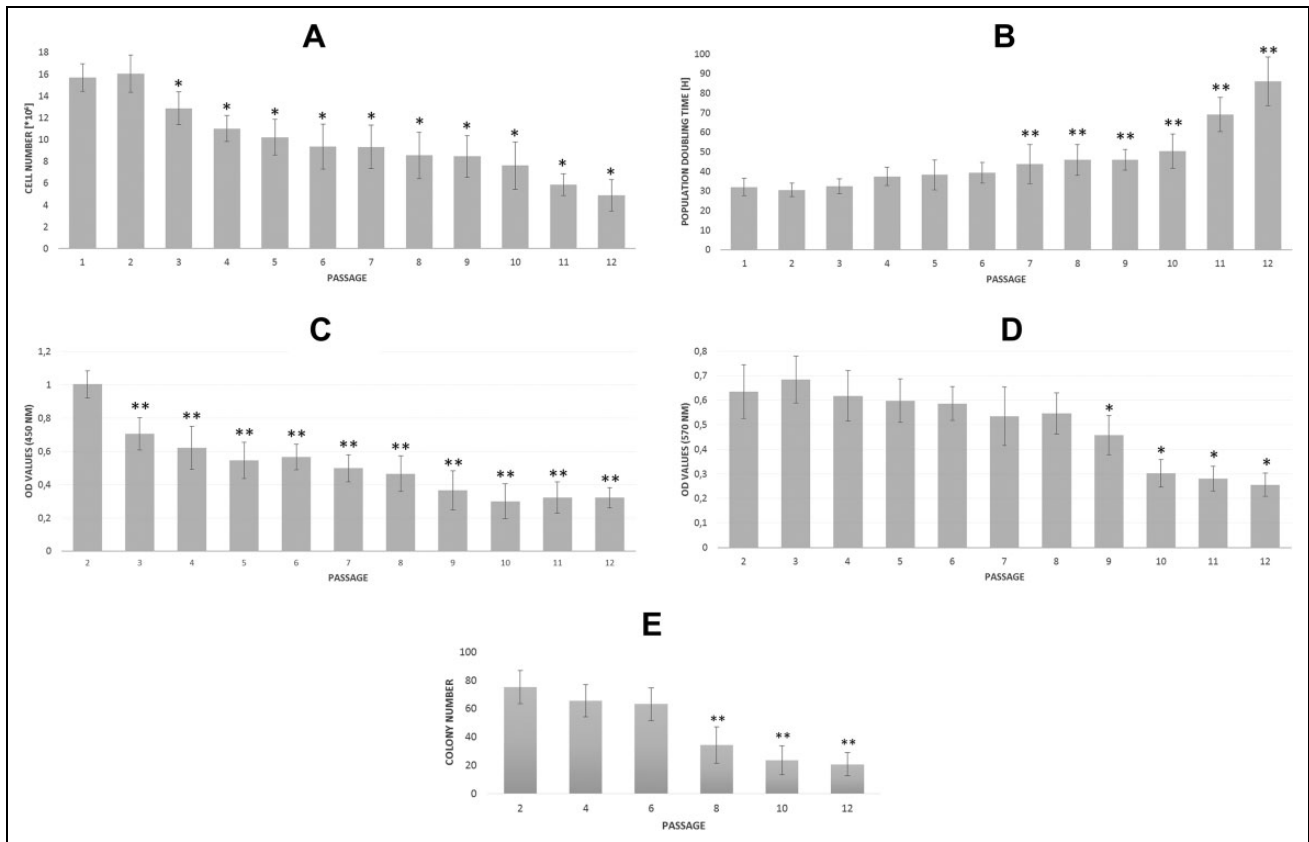 A
CELL NUMBER [*10⁶]
18
16
14
12
10
8
6
4
2
0
* * * * * * * * * *
1 2 3 4 5 6 7 8 9 10 11 12
PASSAGE
B
POPULATION DOUBLING TIME [H]
100
90
80
70
60
50
40
30
20
10
0
** ** ** ** ** **
1 2 3 4 5 6 7 8 9 10 11 12
PASSAGE
C
OD VALUES (450 NM)
1,2
1
0,8
0,6
0,4
0,2
0
** ** ** ** ** ** ** ** ** **
2 3 4 5 6 7 8 9 10 11 12
PASSAGE
D
OD VALUES (570 NM)
0,8
0,7
0,6
0,5
0,4
0,3
0,2
0,1
0
* * * *
2 3 4 5 6 7 8 9 10 11 12
PASSAGE
E
COLONY NUMBER
100
80
60
40
20
0
** ** **
2 4 6 8 10 12
PASSAGE